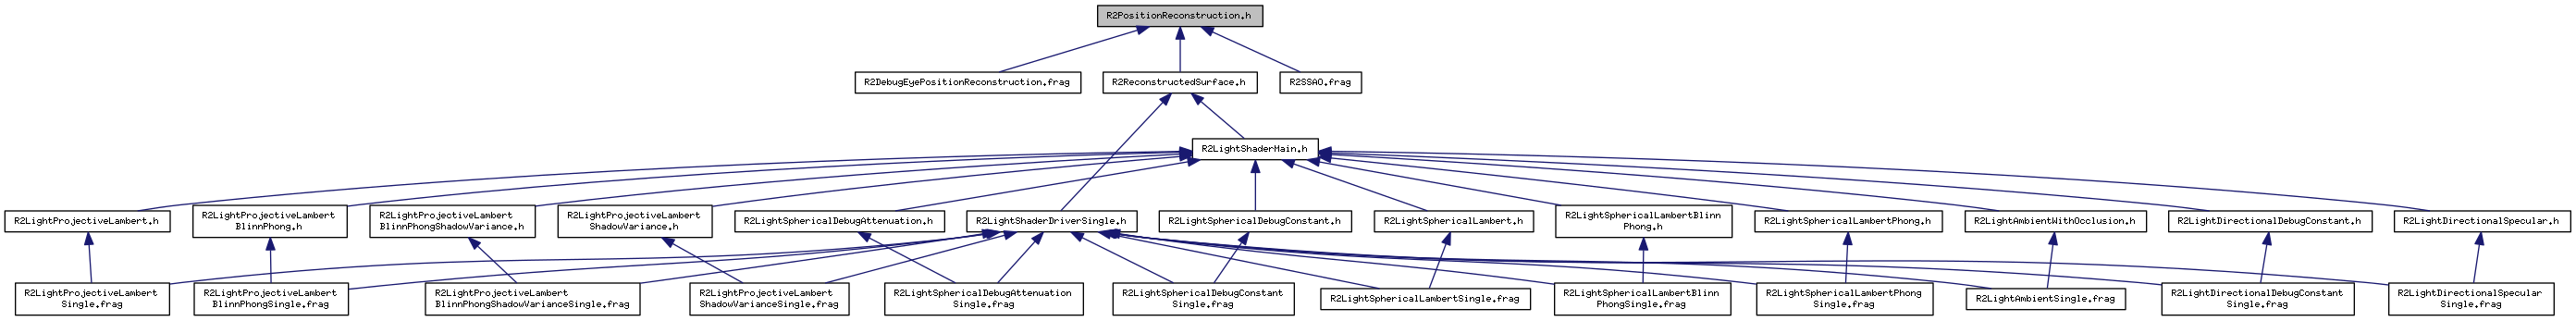 R2PositionReconstruction.h
R2DebugEyePositionReconstruction.frag
R2ReconstructedSurface.h
R2SSAO.frag
R2LightShaderMain.h
R2LightProjectiveLambert.h
R2LightProjectiveLambert
BlinnPhong.h
R2LightProjectiveLambert
BlinnPhongShadowVariance.h
R2LightProjectiveLambert
ShadowVariance.h
R2LightSphericalDebugAttenuation.h
R2LightShaderDriverSingle.h
R2LightSphericalDebugConstant.h
R2LightSphericalLambert.h
R2LightSphericalLambertBlinn
Phong.h
R2LightSphericalLambertPhong.h
R2LightAmbientWithOcclusion.h
R2LightDirectionalDebugConstant.h
R2LightDirectionalSpecular.h
R2LightProjectiveLambert
Single.frag
R2LightProjectiveLambert
BlinnPhongSingle.frag
R2LightProjectiveLambert
BlinnPhongShadowVarianceSingle.frag
R2LightProjectiveLambert
ShadowVarianceSingle.frag
R2LightSphericalDebugAttenuation
Single.frag
R2LightSphericalDebugConstant
Single.frag
R2LightSphericalLambertSingle.frag
R2LightSphericalLambertBlinn
PhongSingle.frag
R2LightSphericalLambertPhong
Single.frag
R2LightAmbientSingle.frag
R2LightDirectionalDebugConstant
Single.frag
R2LightDirectionalSpecular
Single.frag